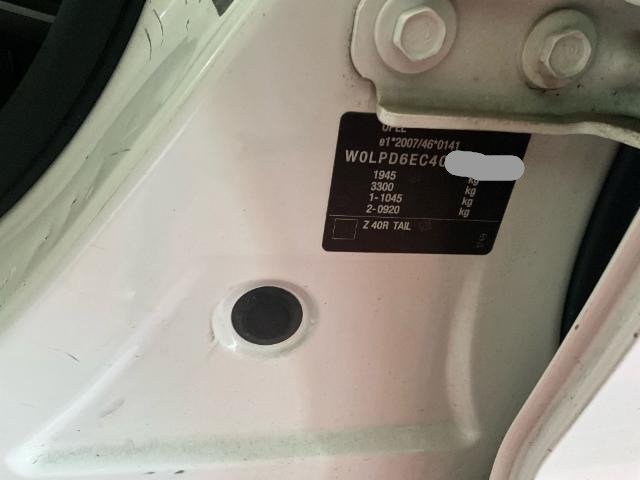 OPEL
e1*2007/46*0141
W0LPD6EC40
1945 kg
3300 kg
1-1045 kg
2-0920 kg
Z 40R TAIL